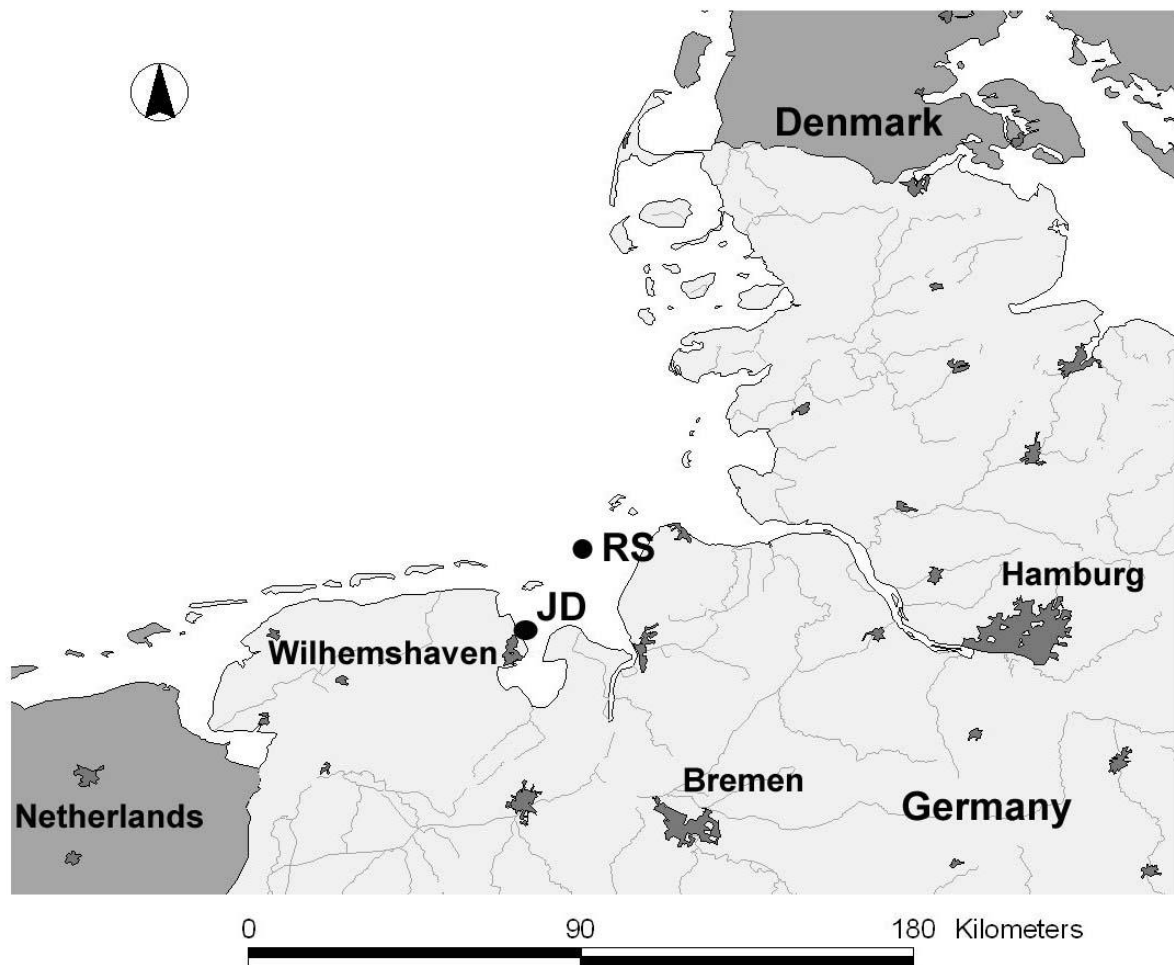 Denmark
RS
Hamburg
JD
Wilhemshaven
Bremen
Germany
Netherlands
0 90 180 Kilometers